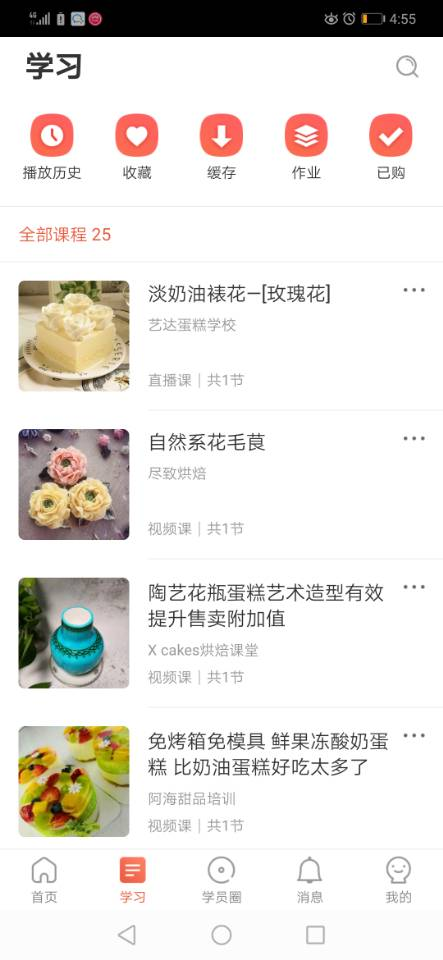 4:55
学习
播放历史 收藏 缓存 作业 已购
全部课程 25
淡奶油裱花—[玫瑰花]
艺达蛋糕学校
直播课｜共1节
自然系花毛茛
尽致烘焙
视频课｜共1节
陶艺花瓶蛋糕艺术造型有效
提升售卖附加值
X cakes烘焙课堂
视频课｜共1节
免烤箱免模具 鲜果冻酸奶蛋
糕 比奶油蛋糕好吃太多了
阿海甜品培训
视频课｜共1节
首页 学习 学员圈 消息 我的